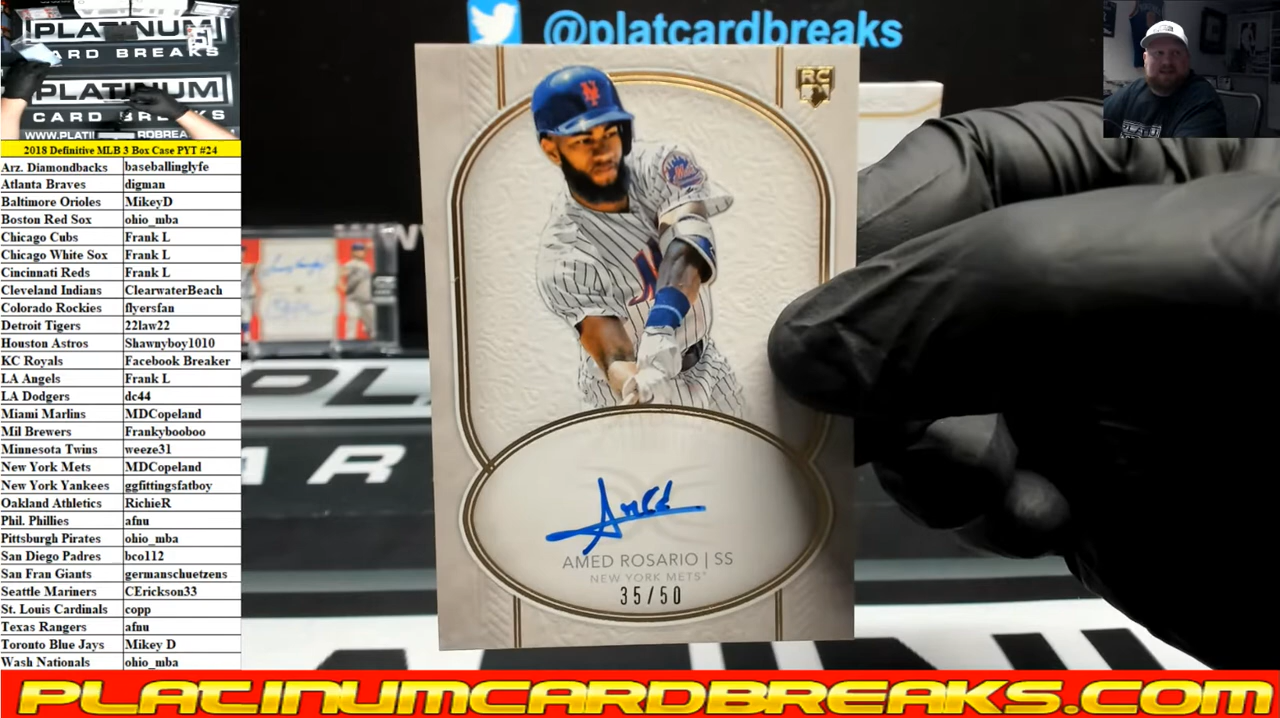 PLATINUM
CARD BREAKS
PLATINUM
CARD BREAKS
@platcardbreaks
RC
2018 Definitive MLB 3 Box Case PYT #24
Arz. Diamondbacks baseballinglyfe
Atlanta Braves digman
Baltimore Orioles MikeyD
Boston Red Sox ohio_mba
Chicago Cubs Frank L
Chicago White Sox Frank L
Cincinnati Reds Frank L
Cleveland Indians ClearwaterBeach
Colorado Rockies flyersfan
Detroit Tigers 22law22
Houston Astros Shawnyboy1010
KC Royals Facebook Breaker
LA Angels Frank L
LA Dodgers dc44
Miami Marlins MDCopeland
Mil Brewers Frankybooboo
Minnesota Twins weeze31
New York Mets MDCopeland
New York Yankees ggfittingsfatboy
Oakland Athletics RichieR
Phil. Phillies afnu
Pittsburgh Pirates ohio_mba
San Diego Padres bco112
San Fran Giants germanschuetzens
Seattle Mariners CErickson33
St. Louis Cardinals copp
Texas Rangers afnu
Toronto Blue Jays Mikey D
Wash Nationals ohio_mba
Mets
Amed
AMED ROSARIO | SS
NEW YORK METS
35/50
PLATINUMCARDBREAKS.COM